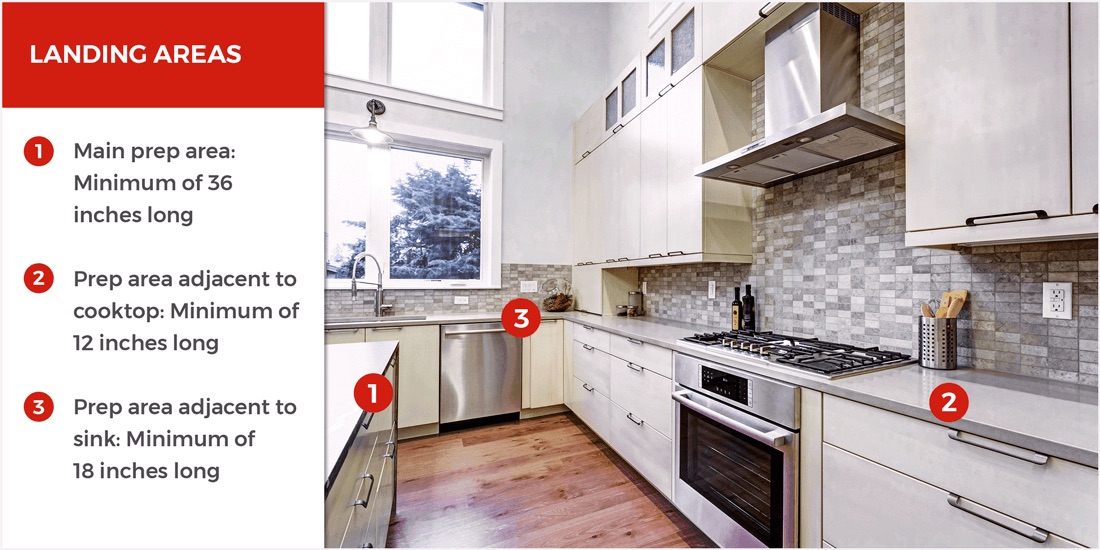 LANDING AREAS
1
Main prep area:
Minimum of 36
inches long
2
Prep area adjacent to
cooktop: Minimum of
12 inches long
3
Prep area adjacent to
sink: Minimum of
18 inches long
3
1
2